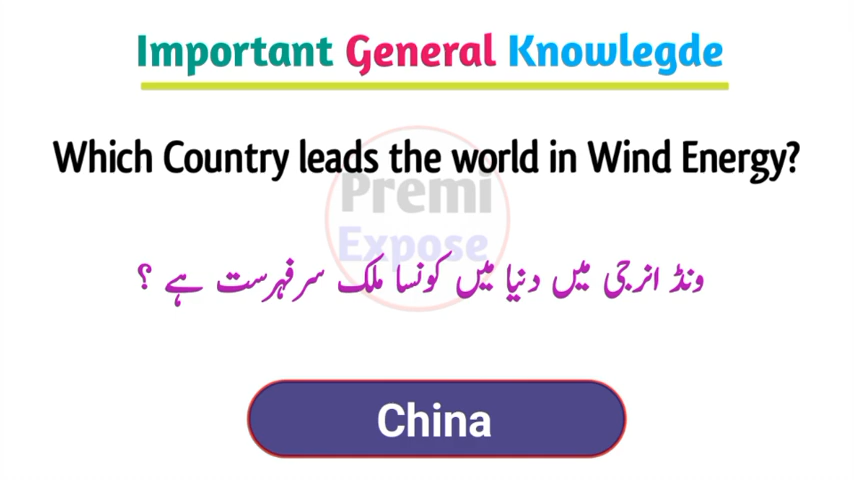 Important General Knowlegde
Which Country leads the world in Wind Energy?
Premi
Expose
ونڈ انرجی میں دنیا میں کونسا ملک سرفہرست ہے ؟
China